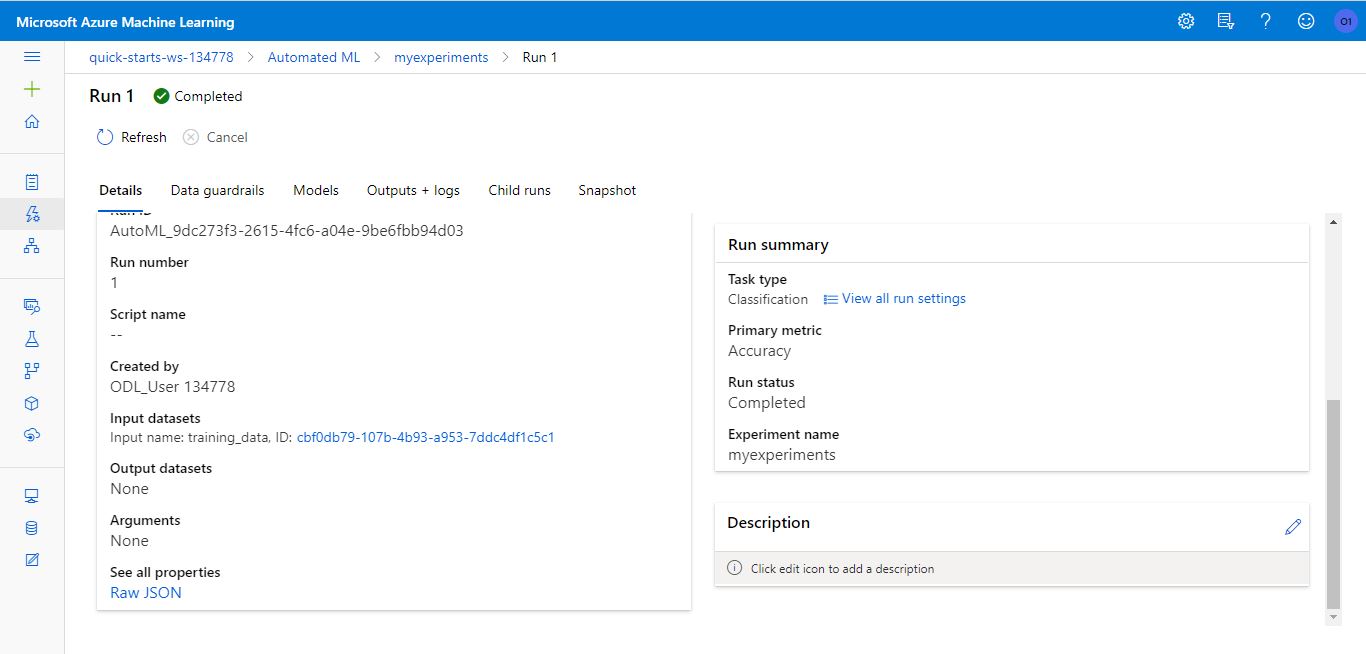 Microsoft Azure Machine Learning
O1
quick-starts-ws-134778 > Automated ML > myexperiments > Run 1
Run 1 Completed
Refresh Cancel
Details Data guardrails Models Outputs + logs Child runs Snapshot
Run ID
AutoML_9dc273f3-2615-4fc6-a04e-9be6fbb94d03
Run number
1
Script name
--
Created by
ODL_User 134778
Input datasets
Input name: training_data, ID: cbf0db79-107b-4b93-a953-7ddc4df1c5c1
Output datasets
None
Arguments
None
See all properties
Raw JSON
Run summary
Task type
Classification View all run settings
Primary metric
Accuracy
Run status
Completed
Experiment name
myexperiments
Description
Click edit icon to add a description